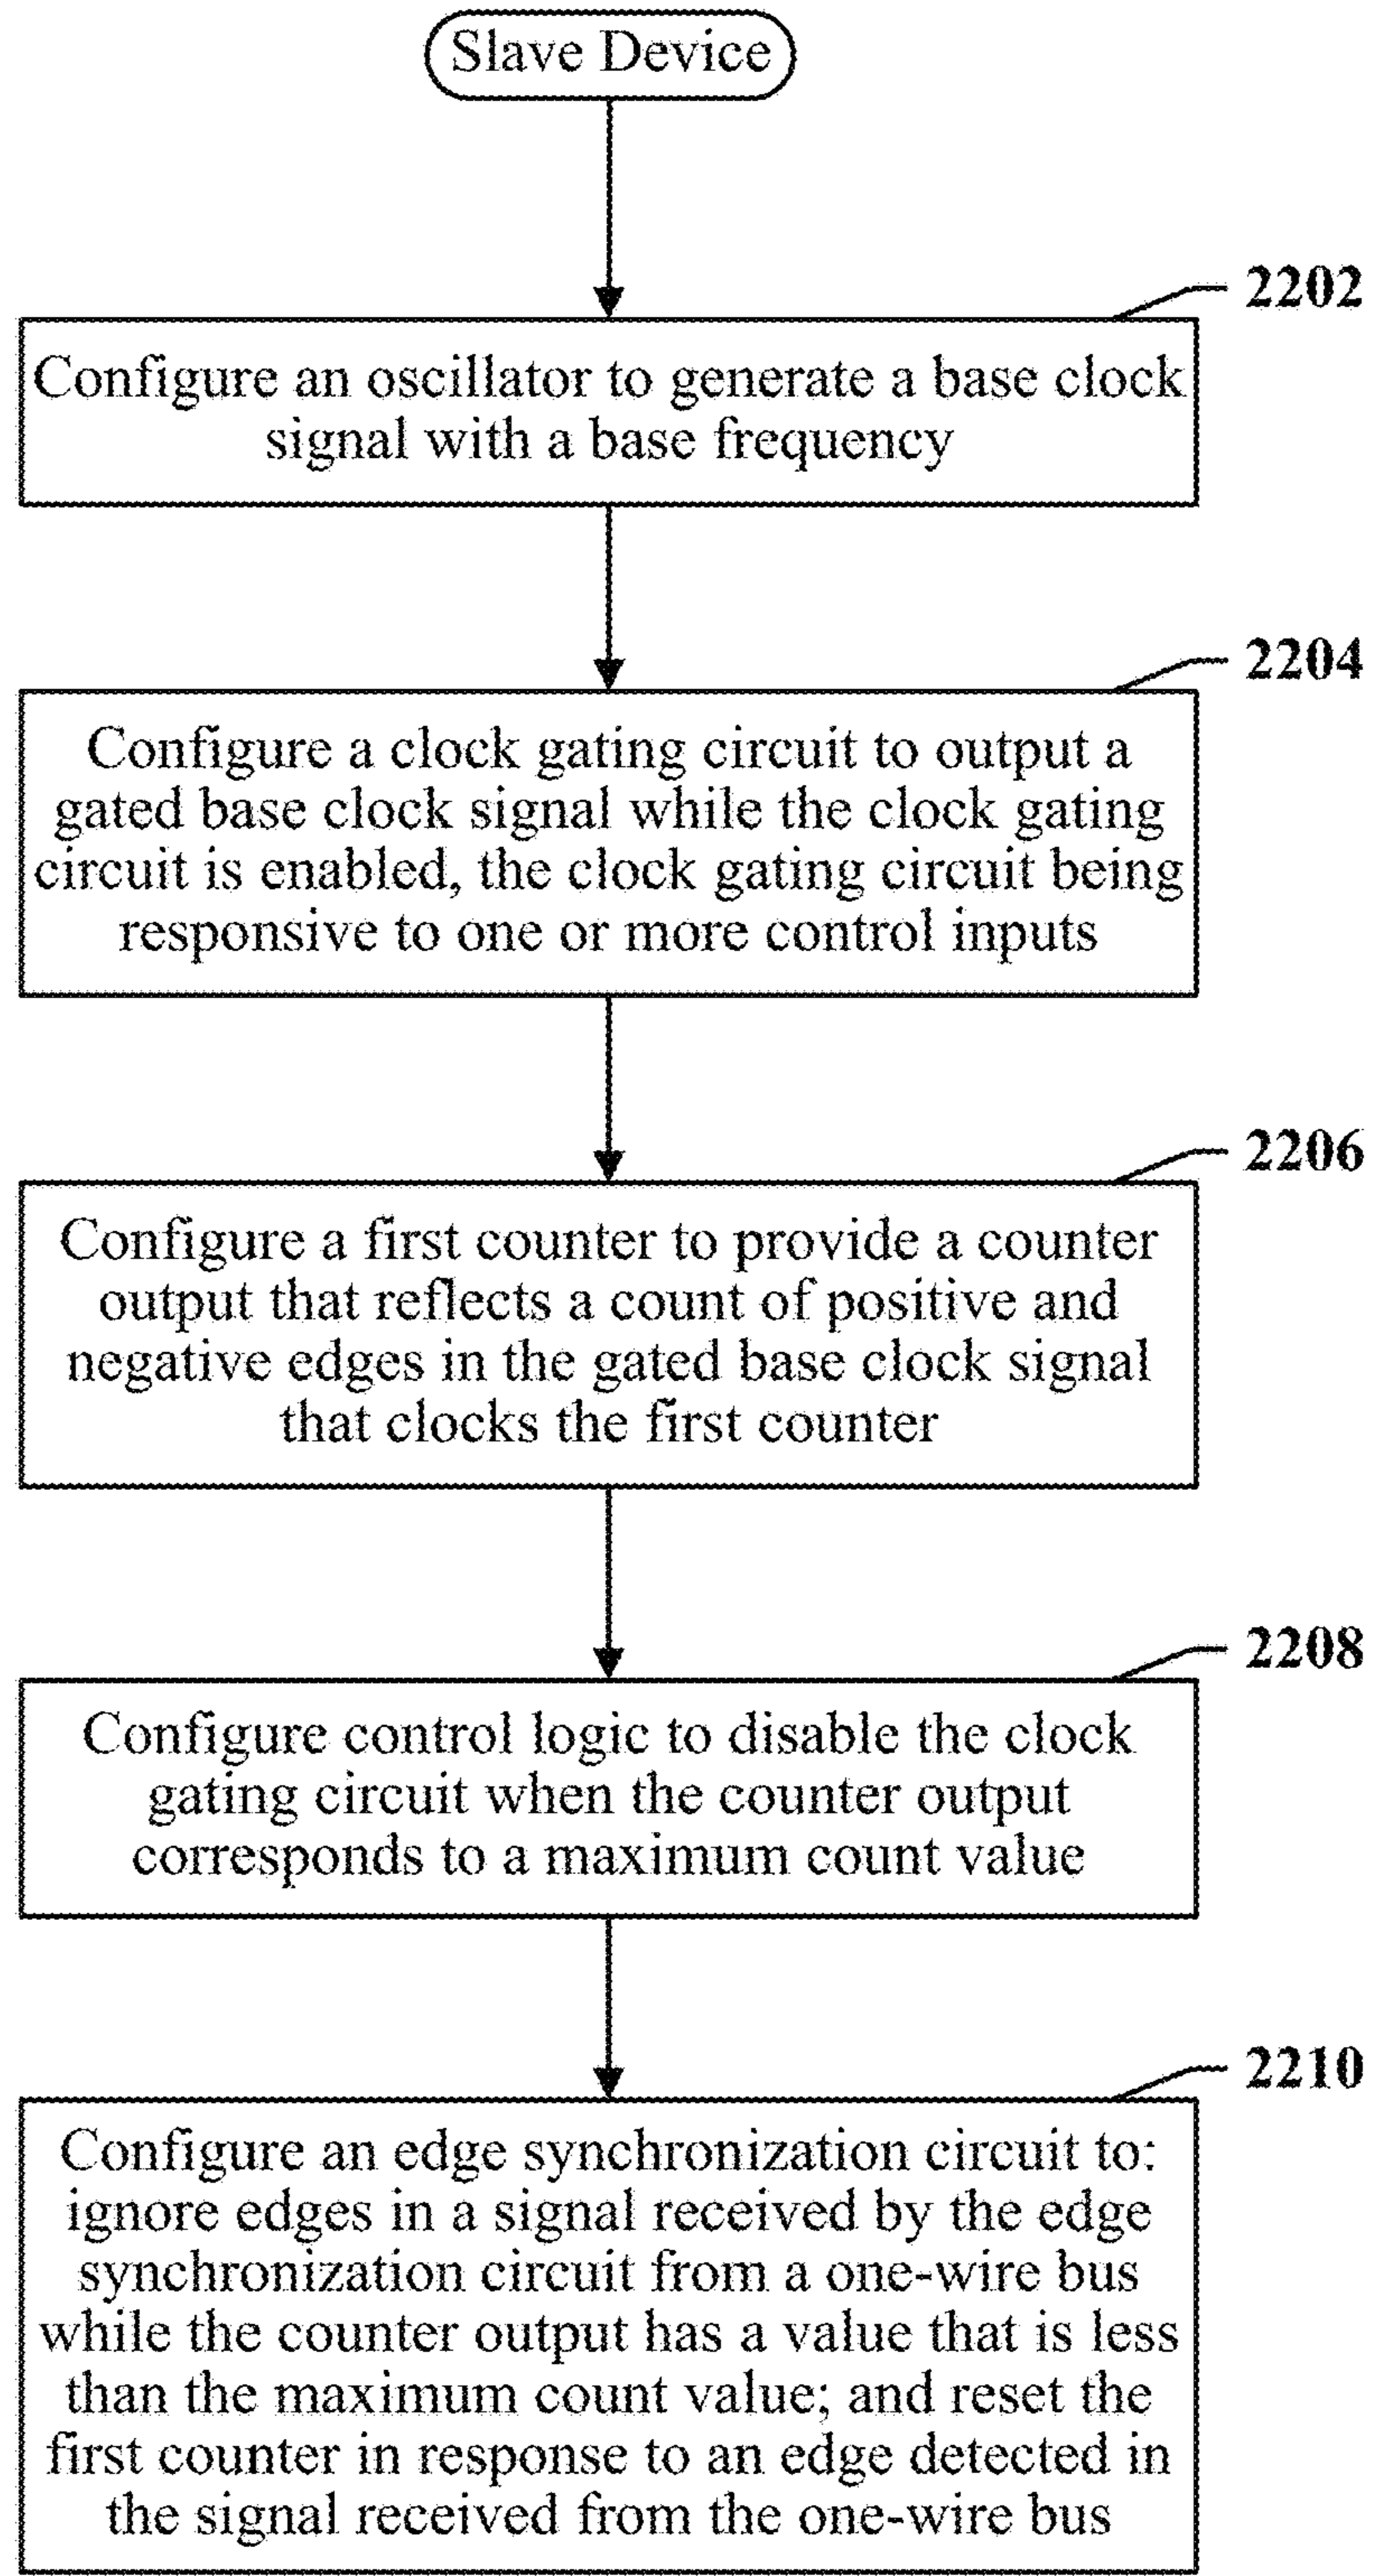 Slave Device
2202
Configure an oscillator to generate a base clock
signal with a base frequency
2204
Configure a clock gating circuit to output a
gated base clock signal while the clock gating
circuit is enabled, the clock gating circuit being
responsive to one or more control inputs
2206
Configure a first counter to provide a counter
output that reflects a count of positive and
negative edges in the gated base clock signal
that clocks the first counter
2208
Configure control logic to disable the clock
gating circuit when the counter output
corresponds to a maximum count value
2210
Configure an edge synchronization circuit to:
ignore edges in a signal received by the edge
synchronization circuit from a one-wire bus
while the counter output has a value that is less
than the maximum count value; and reset the
first counter in response to an edge detected in
the signal received from the one-wire bus